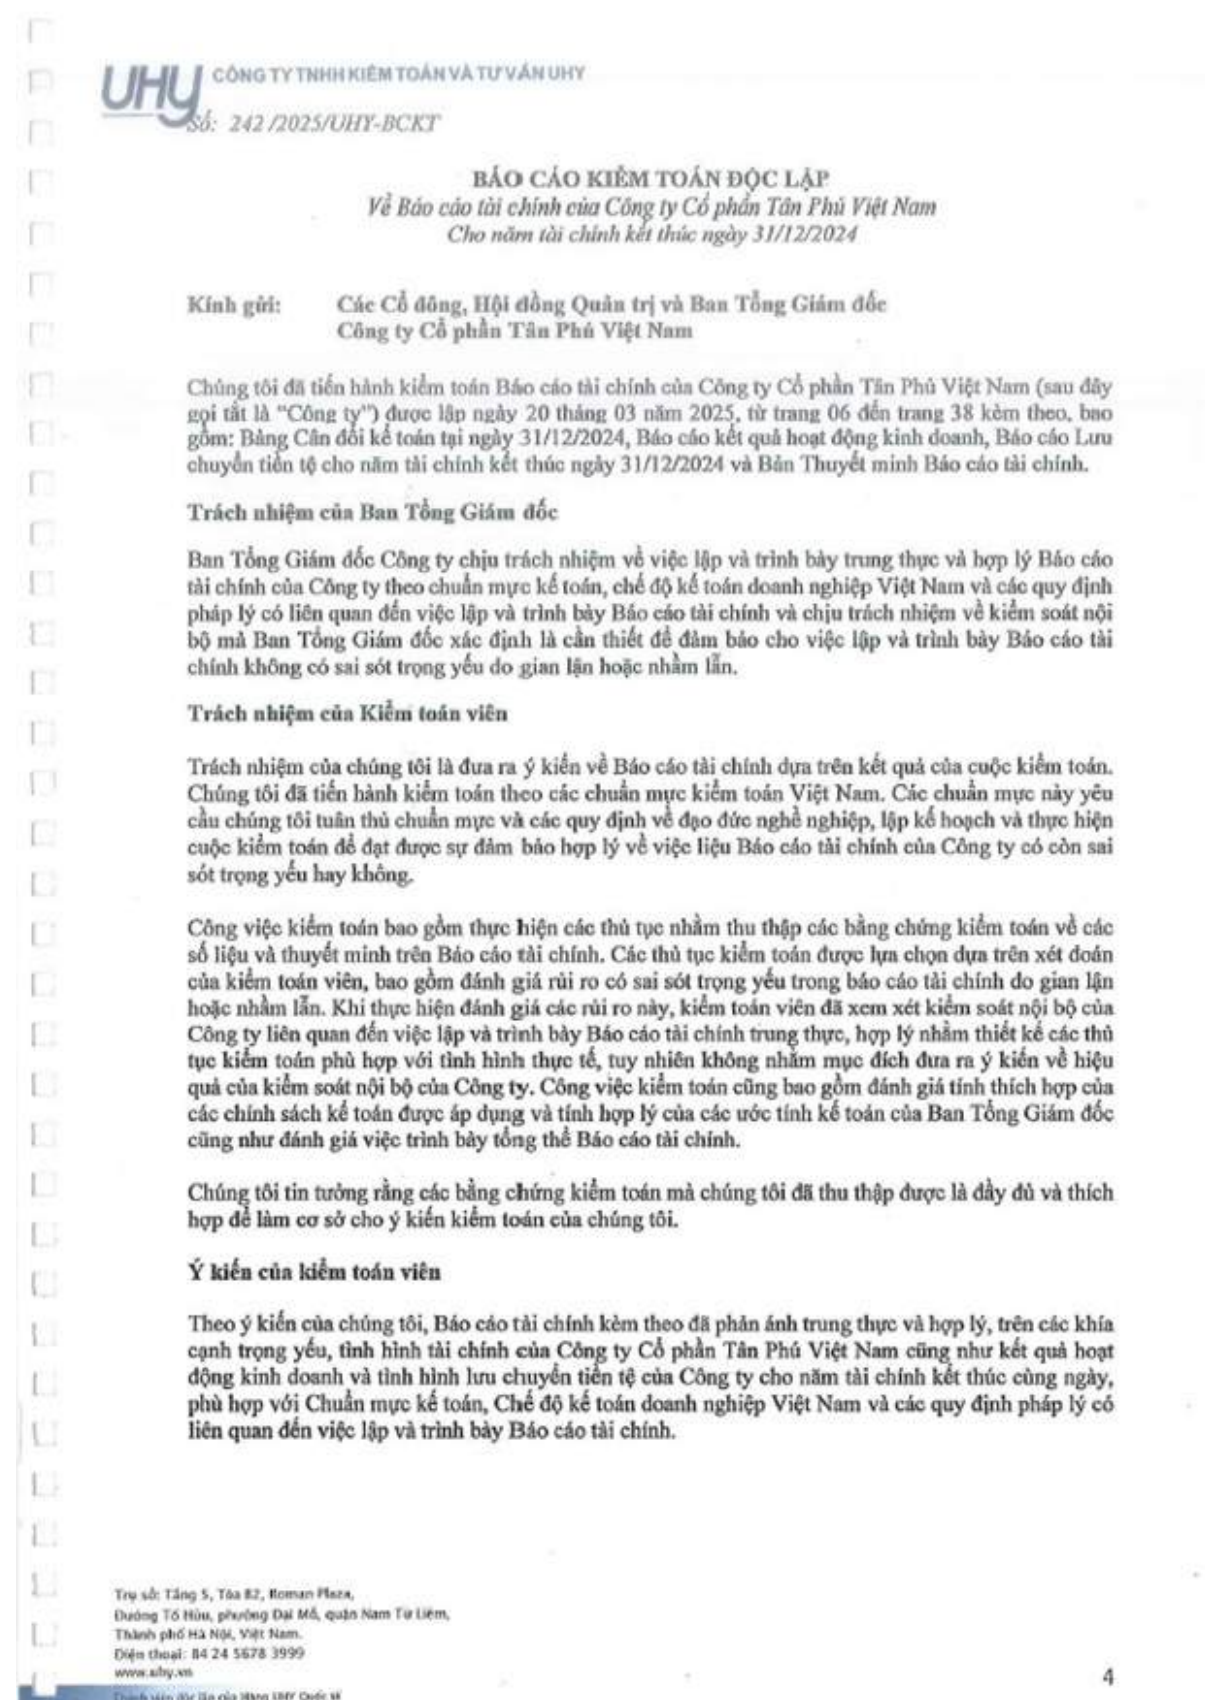 UHY CÔNG TY TNHH KIỂM TOÁN VÀ TƯ VẤN UHY
Số: 242 /2025/UHY-BCKT
BÁO CÁO KIỂM TOÁN ĐỘC LẬP
Về Báo cáo tài chính của Công ty Cổ phần Tân Phú Việt Nam
Cho năm tài chính kết thúc ngày 31/12/2024
Kính gửi: Các Cổ đông, Hội đồng Quản trị và Ban Tổng Giám đốc
Công ty Cổ phần Tân Phú Việt Nam
Chúng tôi đã tiến hành kiểm toán Báo cáo tài chính của Công ty Cổ phần Tân Phú Việt Nam (sau đây
gọi tắt là “Công ty”) được lập ngày 20 tháng 03 năm 2025, từ trang 06 đến trang 38 kèm theo, bao
gồm: Bảng Cân đối kế toán tại ngày 31/12/2024, Báo cáo kết quả hoạt động kinh doanh, Báo cáo Lưu
chuyển tiền tệ cho năm tài chính kết thúc ngày 31/12/2024 và Bản Thuyết minh Báo cáo tài chính.
Trách nhiệm của Ban Tổng Giám đốc
Ban Tổng Giám đốc Công ty chịu trách nhiệm về việc lập và trình bày trung thực và hợp lý Báo cáo
tài chính của Công ty theo chuẩn mực kế toán, chế độ kế toán doanh nghiệp Việt Nam và các quy định
pháp lý có liên quan đến việc lập và trình bày Báo cáo tài chính và chịu trách nhiệm về kiểm soát nội
bộ mà Ban Tổng Giám đốc xác định là cần thiết để đảm bảo cho việc lập và trình bày Báo cáo tài
chính không có sai sót trọng yếu do gian lận hoặc nhầm lẫn.
Trách nhiệm của Kiểm toán viên
Trách nhiệm của chúng tôi là đưa ra ý kiến về Báo cáo tài chính dựa trên kết quả của cuộc kiểm toán.
Chúng tôi đã tiến hành kiểm toán theo các chuẩn mực kiểm toán Việt Nam. Các chuẩn mực này yêu
cầu chúng tôi tuân thủ chuẩn mực và các quy định về đạo đức nghề nghiệp, lập kế hoạch và thực hiện
cuộc kiểm toán để đạt được sự đảm bảo hợp lý về việc liệu Báo cáo tài chính của Công ty có còn sai
sót trọng yếu hay không.
Công việc kiểm toán bao gồm thực hiện các thủ tục nhằm thu thập các bằng chứng kiểm toán về các
số liệu và thuyết minh trên Báo cáo tài chính. Các thủ tục kiểm toán được lựa chọn dựa trên xét đoán
của kiểm toán viên, bao gồm đánh giá rủi ro có sai sót trọng yếu trong báo cáo tài chính do gian lận
hoặc nhầm lẫn. Khi thực hiện đánh giá các rủi ro này, kiểm toán viên đã xem xét kiểm soát nội bộ của
Công ty liên quan đến việc lập và trình bày Báo cáo tài chính trung thực, hợp lý nhằm thiết kế các thủ
tục kiểm toán phù hợp với tình hình thực tế, tuy nhiên không nhằm mục đích đưa ra ý kiến về hiệu
quả của kiểm soát nội bộ của Công ty. Công việc kiểm toán cũng bao gồm đánh giá tính thích hợp của
các chính sách kế toán được áp dụng và tính hợp lý của các ước tính kế toán của Ban Tổng Giám đốc
cũng như đánh giá việc trình bày tổng thể Báo cáo tài chính.
Chúng tôi tin tưởng rằng các bằng chứng kiểm toán mà chúng tôi đã thu thập được là đầy đủ và thích
hợp để làm cơ sở cho ý kiến kiểm toán của chúng tôi.
Ý kiến của kiểm toán viên
Theo ý kiến của chúng tôi, Báo cáo tài chính kèm theo đã phản ánh trung thực và hợp lý, trên các khía
cạnh trọng yếu, tình hình tài chính của Công ty Cổ phần Tân Phú Việt Nam cũng như kết quả hoạt
động kinh doanh và tình hình lưu chuyển tiền tệ của Công ty cho năm tài chính kết thúc cùng ngày,
phù hợp với Chuẩn mực kế toán, Chế độ kế toán doanh nghiệp Việt Nam và các quy định pháp lý có
liên quan đến việc lập và trình bày Báo cáo tài chính.
Trụ sở: Tầng 5, Tòa B2, Roman Plaza,
Đường Tố Hữu, phường Đại Mỗ, quận Nam Từ Liêm,
Thành phố Hà Nội, Việt Nam.
Điện thoại: 84 24 5678 3999
www.uhy.vn
Thành viên độc lập của Hãng UHY Quốc tế
4